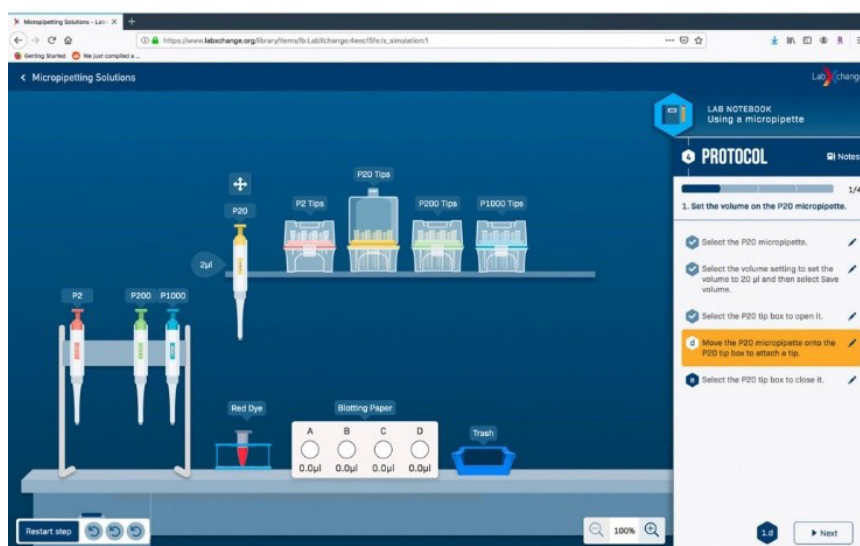 Micropipetting Solutions - Lab
https://www.labxchange.org/library/items/lb:LabXchange:4eecf5fe:lx_simulation:1
Getting Started
We just compiled a ...
Micropipetting Solutions
LabXchange
LAB NOTEBOOK
Using a micropipette
4 PROTOCOL
Notes
1/4
1. Set the volume on the P20 micropipette.
Select the P20 micropipette.
Select the volume setting to set the
volume to 20 µl and then select Save
volume.
Select the P20 tip box to open it.
d Move the P20 micropipette onto the
P20 tip box to attach a tip.
e Select the P20 tip box to close it.
P20 Tips
P20
P2 Tips
P200 Tips
P1000 Tips
2µl
P2
P200
P1000
Red Dye
Blotting Paper
Trash
A B C D
0.0µl 0.0µl 0.0µl 0.0µl
Restart step
100%
1.d
Next